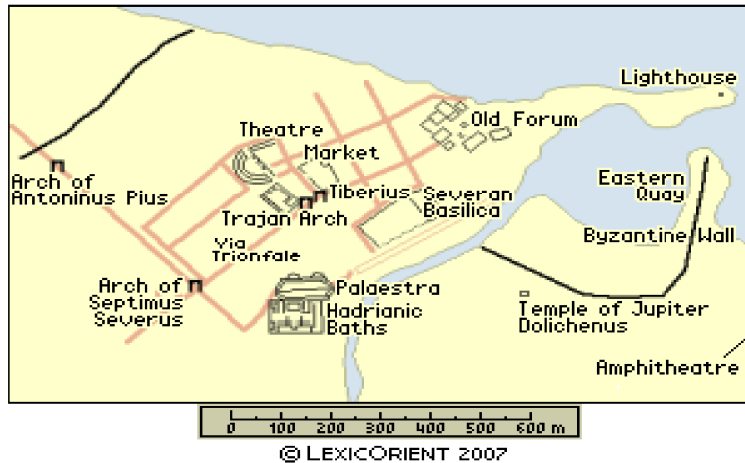 Lighthouse
Old Forum
Theatre
Market
Arch of
Antoninus Pius
Tiberius
Severan
Basilica
Eastern
Quay
Trajan Arch
Byzantine Wall
Via
Trionfale
Arch of
Septimus
Severus
Palaestra
Hadrianic
Baths
Temple of Jupiter
Dolichenus
Amphitheatre
0 100 200 300 400 500 600 m
© LEXICORIENT 2007